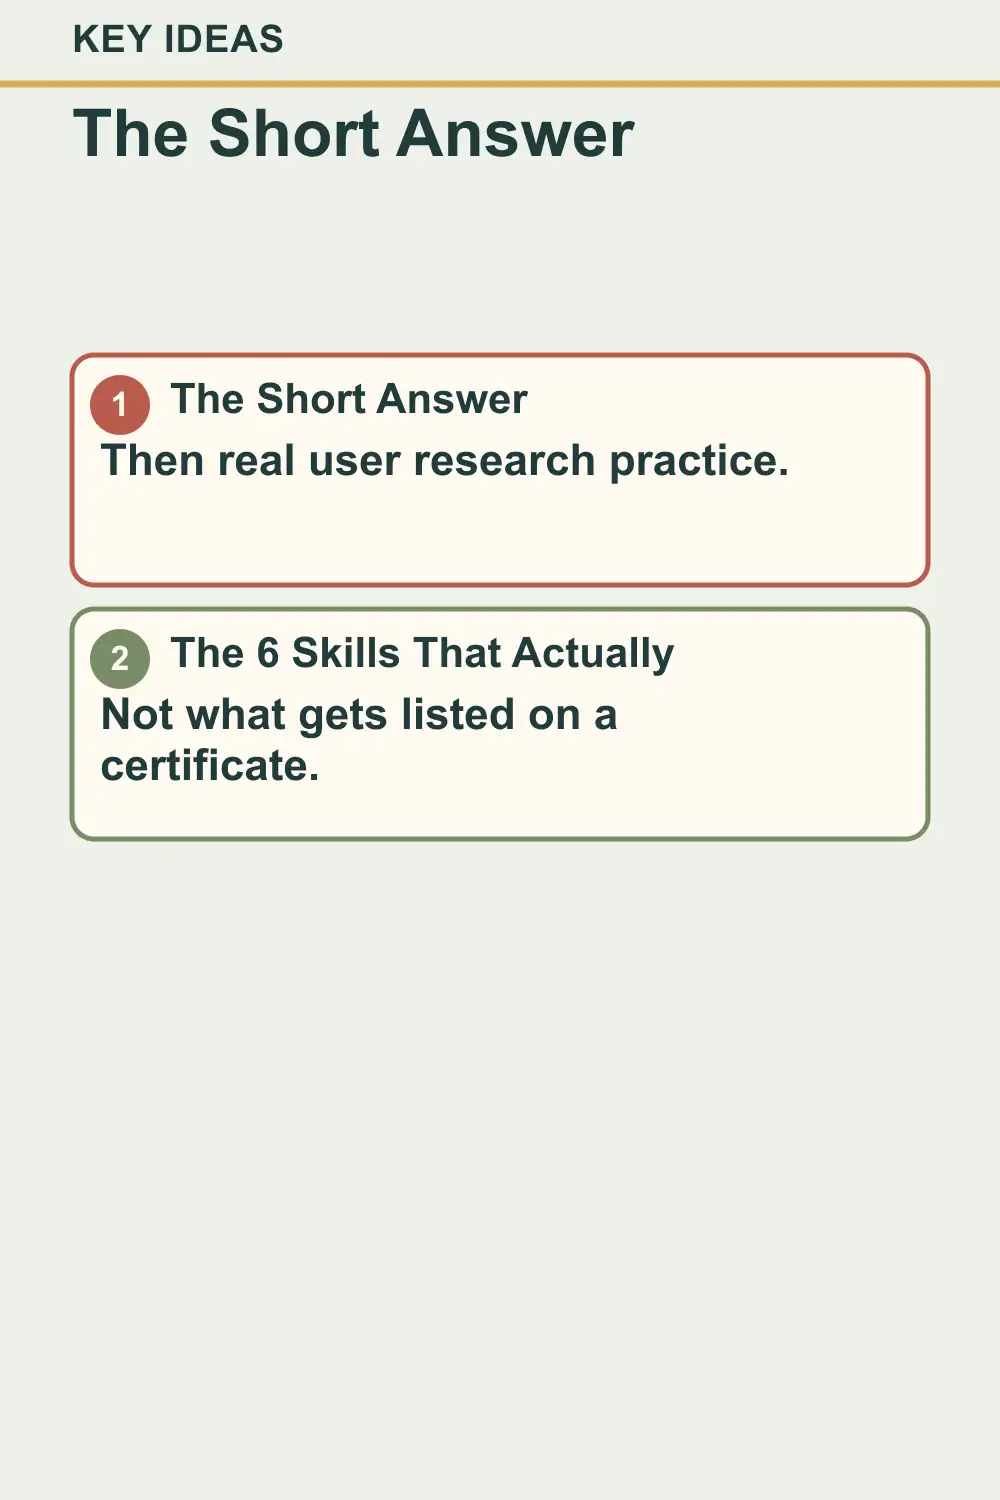 KEY IDEAS
The Short Answer
1 The Short Answer
Then real user research practice.
2 The 6 Skills That Actually
Not what gets listed on a
certificate.